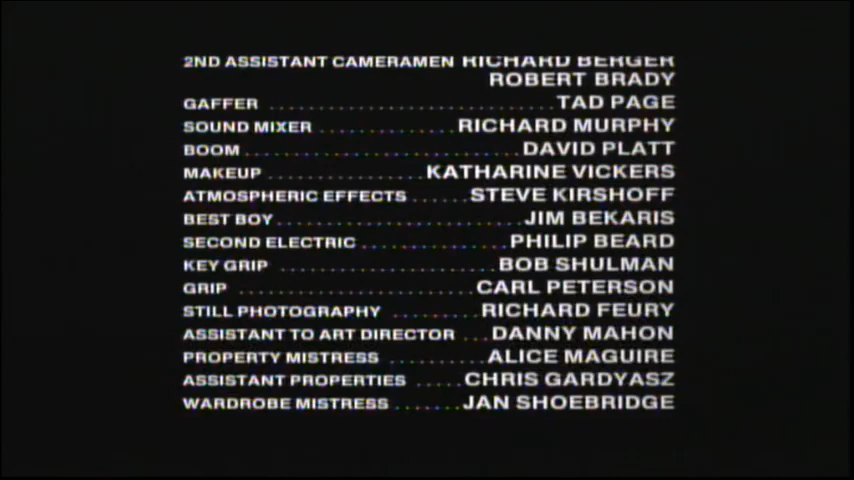 2ND ASSISTANT CAMERAMEN RICHARD BERGER
ROBERT BRADY
GAFFER ........................... TAD PAGE
SOUND MIXER ............. RICHARD MURPHY
BOOM .......................... DAVID PLATT
MAKEUP ............... KATHARINE VICKERS
ATMOSPHERIC EFFECTS ...... STEVE KIRSHOFF
BEST BOY ........................ JIM BEKARIS
SECOND ELECTRIC .............. PHILIP BEARD
KEY GRIP ..................... BOB SHULMAN
GRIP ........................ CARL PETERSON
STILL PHOTOGRAPHY ......... RICHARD FEURY
ASSISTANT TO ART DIRECTOR ... DANNY MAHON
PROPERTY MISTRESS ......... ALICE MAGUIRE
ASSISTANT PROPERTIES ..... CHRIS GARDYASZ
WARDROBE MISTRESS ....... JAN SHOEBRIDGE